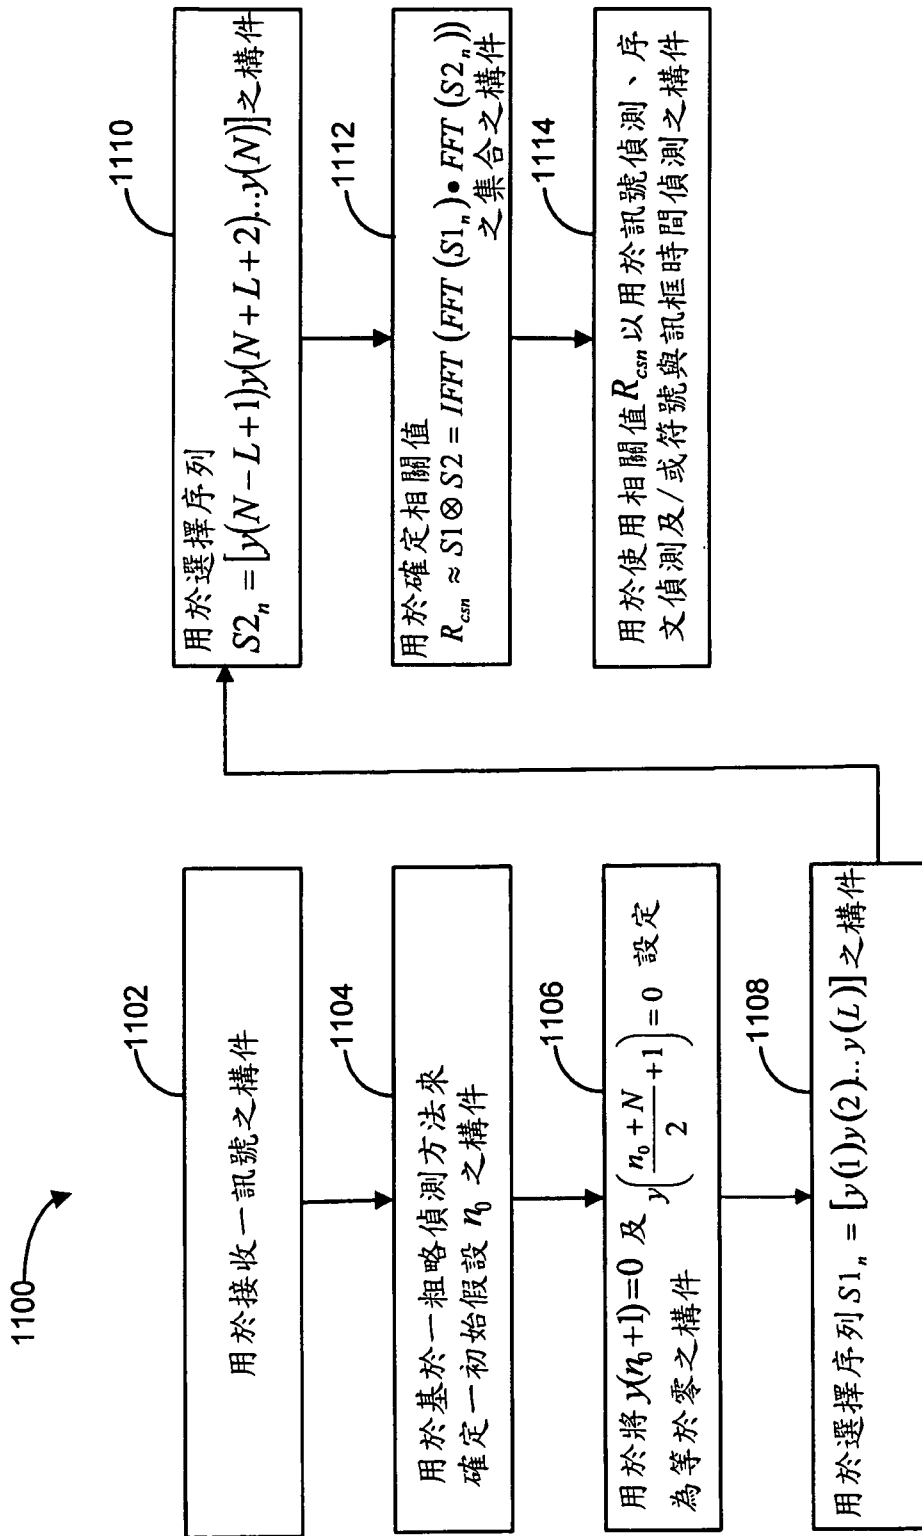 1100
1102
用於接收一訊號之構件
1104
用於基於一粗略偵測方法來
確定一初始假設 n₀ 之構件
1106
用於將 y(n₀+1)=0 及 y((n₀+N)/2+1)=0 設定
為等於零之構件
1108
用於選擇序列 S1ₙ = [y(1)y(2)...y(L)]之構件
1110
用於選擇序列
S2ₙ = [y(N−L+1)y(N+L+2)...y(N)]之構件
1112
用於確定相關值
R_csn ≈ S1⊗S2 = IFFT(FFT(S1ₙ)•FFT(S2ₙ))
之集合之構件
1114
用於使用相關值 R_csn 以用於訊號偵測、序
文偵測及/或符號與訊框時間偵測之構件